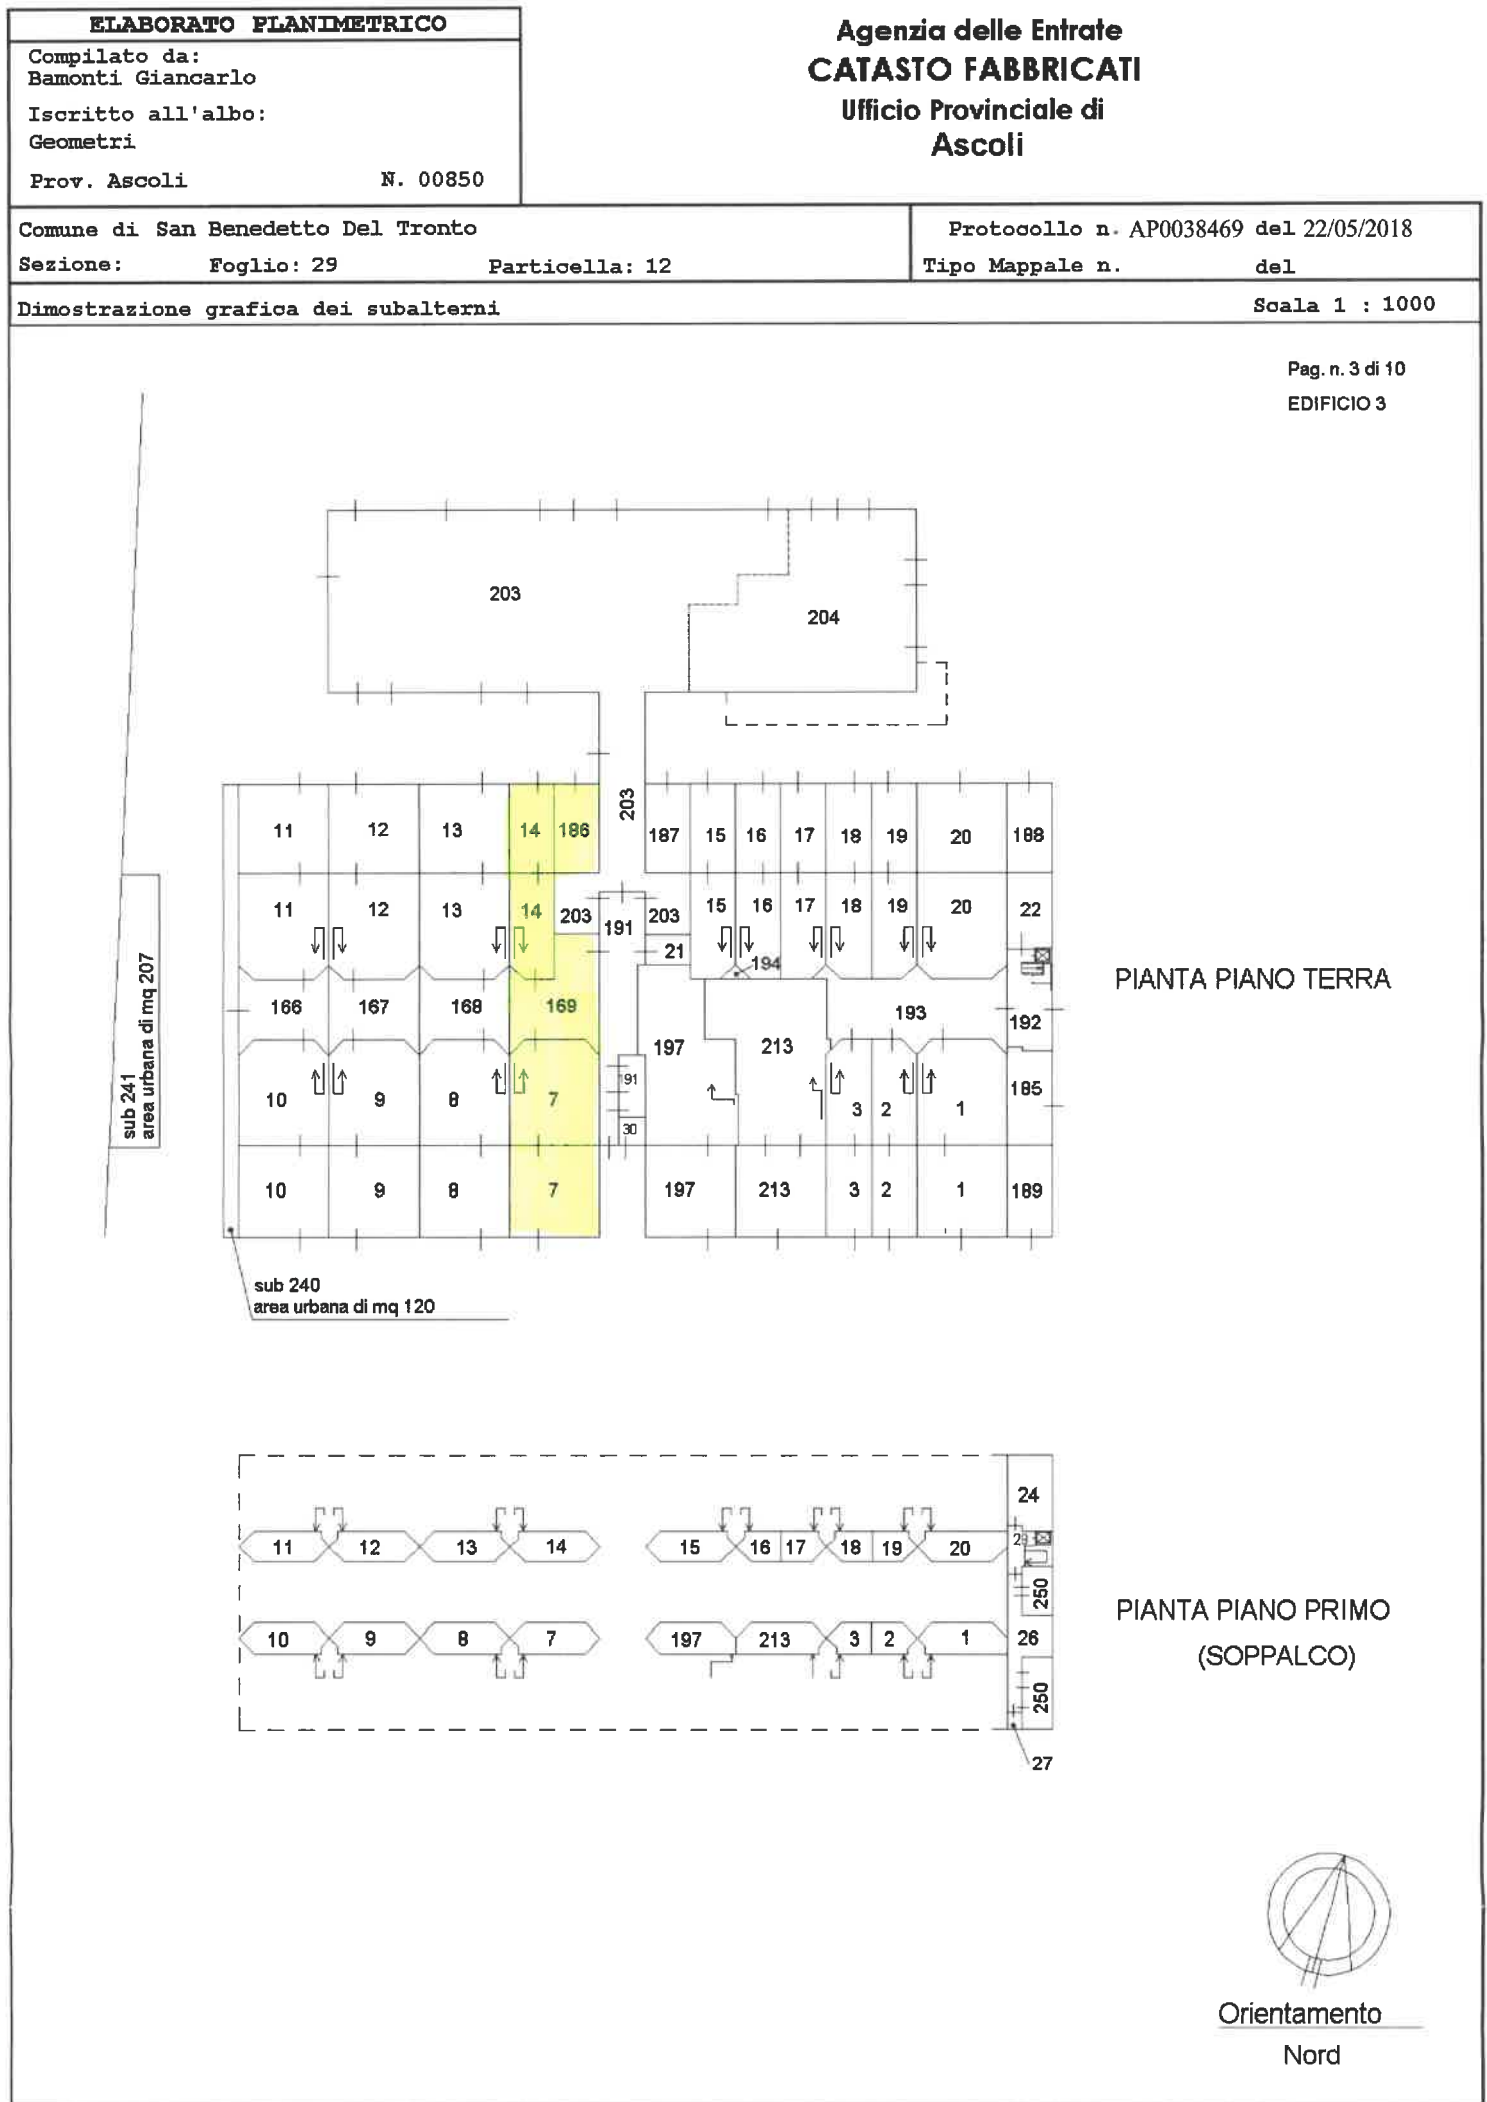 ELABORATO PLANIMETRICO
Compilato da:
Bamonti Giancarlo
Iscritto all'albo:
Geometri
Prov. Ascoli N. 00850
Agenzia delle Entrate
CATASTO FABBRICATI
Ufficio Provinciale di
Ascoli
Comune di San Benedetto Del Tronto
Sezione: Foglio: 29 Particella: 12
Protocollo n. AP0038469 del 22/05/2018
Tipo Mappale n. del
Dimostrazione grafica dei subalterni
Scala 1 : 1000
Pag. n. 3 di 10
EDIFICIO 3
203
204
203
11 12 13 14 186 187 15 16 17 18 19 20 188
11 12 13 14 203 191 203 15 16 17 18 19 20 22
21
194
166 167 168 169 193 192
197 213
10 9 8 7 191 3 2 1 185
30
10 9 8 7 197 213 3 2 1 189
sub 241
area urbana di mq 207
PIANTA PIANO TERRA
sub 240
area urbana di mq 120
24
11 12 13 14 15 16 17 18 19 20 28
250
10 9 8 7 197 213 3 2 1 26
250
27
PIANTA PIANO PRIMO
(SOPPALCO)
Orientamento
Nord